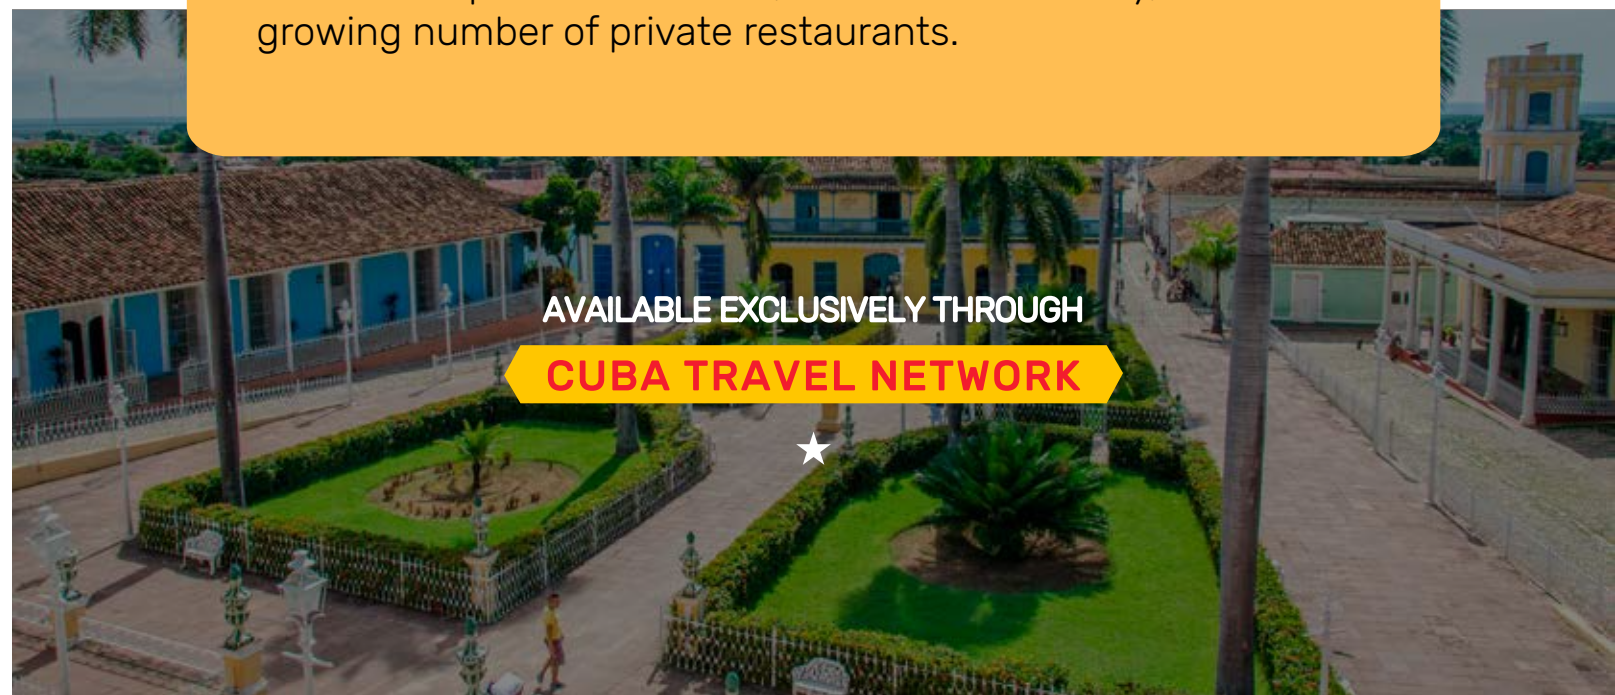 growing number of private restaurants.
AVAILABLE EXCLUSIVELY THROUGH
CUBA TRAVEL NETWORK